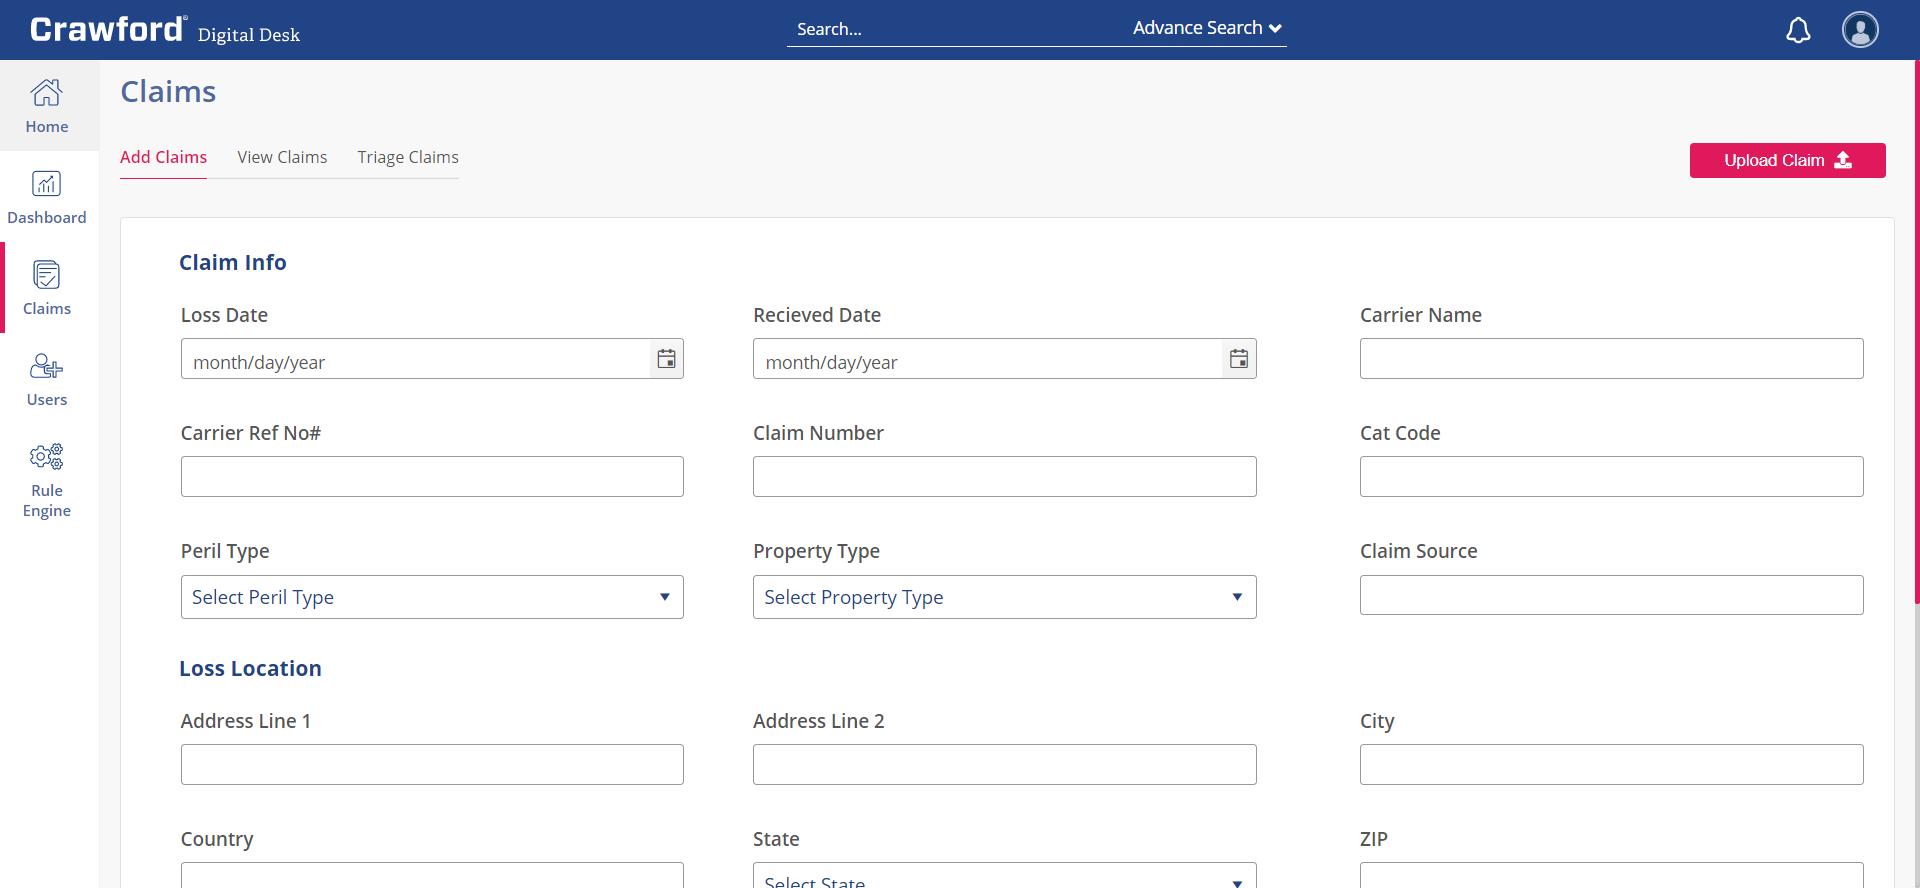 Crawford® Digital Desk
Search...
Advance Search
Home
Dashboard
Claims
Users
Rule
Engine
Claims
Add Claims
View Claims
Triage Claims
Upload Claim
Claim Info
Loss Date
Recieved Date
Carrier Name
month/day/year
month/day/year
Carrier Ref No#
Claim Number
Cat Code
Peril Type
Property Type
Claim Source
Select Peril Type
Select Property Type
Loss Location
Address Line 1
Address Line 2
City
Country
State
ZIP
Select State